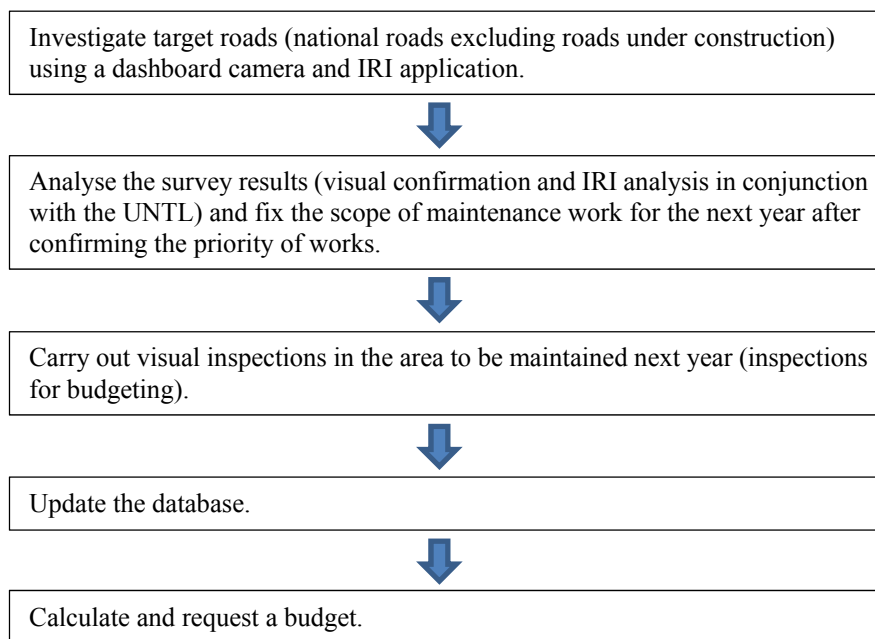 Investigate target roads (national roads excluding roads under construction)
using a dashboard camera and IRI application.
Analyse the survey results (visual confirmation and IRI analysis in conjunction
with the UNTL) and fix the scope of maintenance work for the next year after
confirming the priority of works.
Carry out visual inspections in the area to be maintained next year (inspections
for budgeting).
Update the database.
Calculate and request a budget.